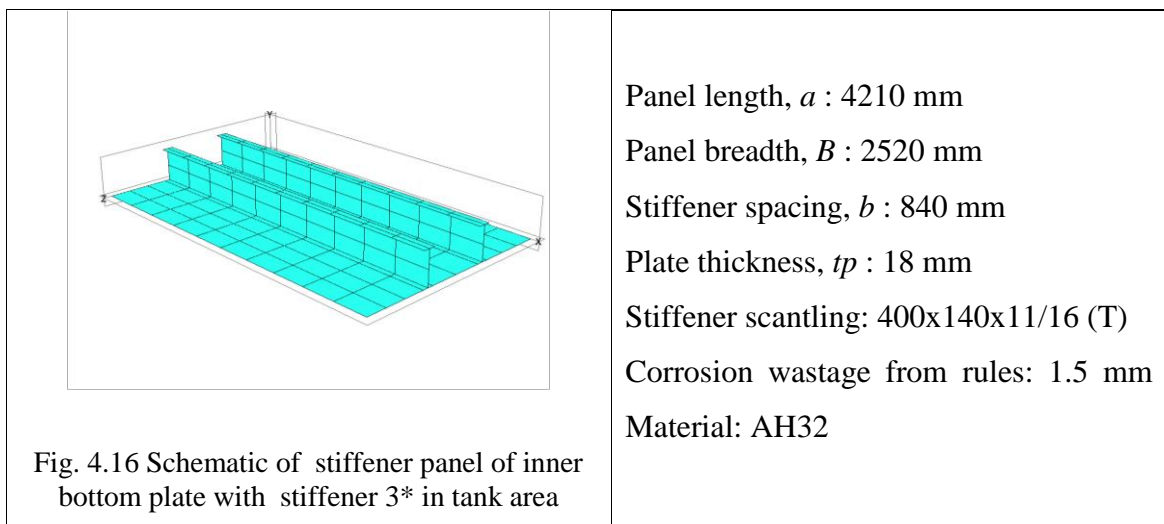 Y
Z
X
Fig. 4.16 Schematic of stiffener panel of inner
bottom plate with stiffener 3* in tank area
Panel length, a : 4210 mm
Panel breadth, B : 2520 mm
Stiffener spacing, b : 840 mm
Plate thickness, tp : 18 mm
Stiffener scantling: 400x140x11/16 (T)
Corrosion wastage from rules: 1.5 mm
Material: AH32